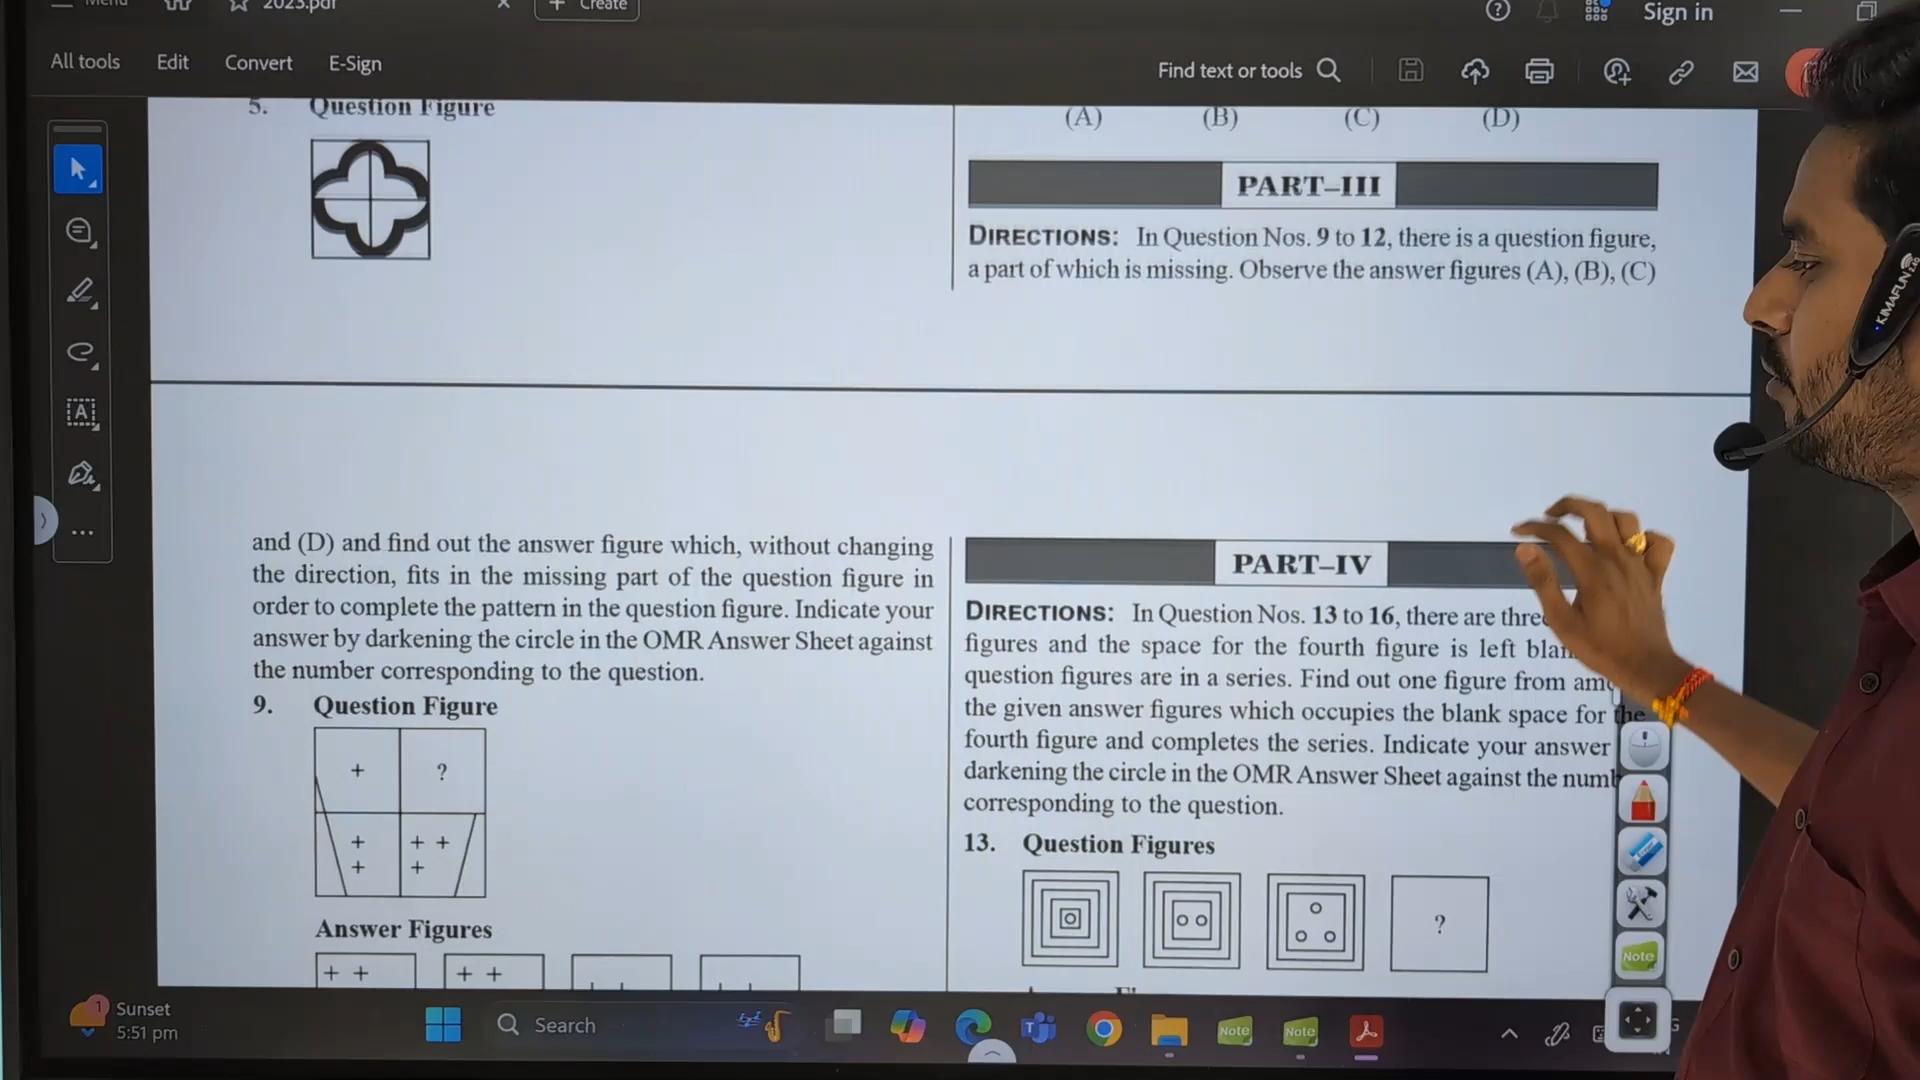 Menu
2023.pdf
×
+ Create
?
Sign in
All tools
Edit
Convert
E-Sign
Find text or tools
5. Question Figure
(A) (B) (C) (D)
PART–III
DIRECTIONS: In Question Nos. 9 to 12, there is a question figure,
a part of which is missing. Observe the answer figures (A), (B), (C)
and (D) and find out the answer figure which, without changing
the direction, fits in the missing part of the question figure in
order to complete the pattern in the question figure. Indicate your
answer by darkening the circle in the OMR Answer Sheet against
the number corresponding to the question.
9. Question Figure
+ ?
+ + +
+ +
Answer Figures
+ + + +
PART–IV
DIRECTIONS: In Question Nos. 13 to 16, there are three
figures and the space for the fourth figure is left
question figures are in a series. Find out one figure from
the given answer figures which occupies the blank space for the
fourth figure and completes the series. Indicate your answer
darkening the circle in the OMR Answer Sheet against the
corresponding to the question.
13. Question Figures
?
KIMAFUN
Note
1
Sunset
5:51 pm
Search
Note
Note